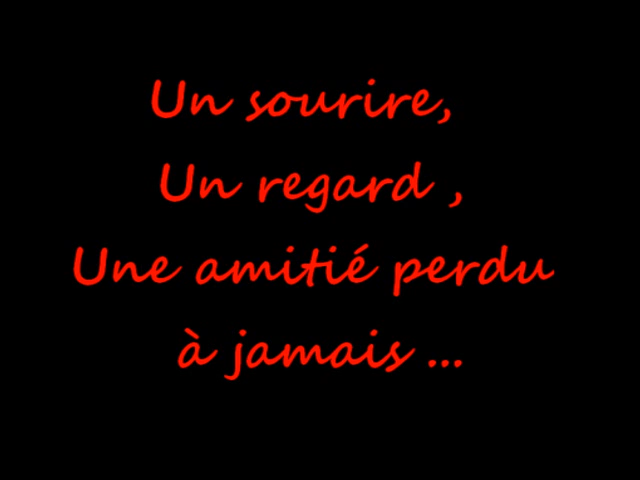 Un sourire,
Un regard ,
Une amitié perdu
à jamais ...